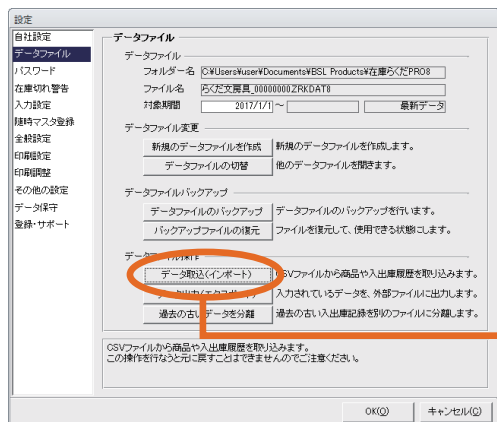 設定
自社設定
データファイル
パスワード
在庫切れ警告
入力設定
随時マスタ登録
全般設定
印刷設定
印刷調整
その他の設定
データ保守
登録・サポート
データファイル
データファイル
フォルダー名 C:¥Users¥user¥Documents¥BSL Products¥在庫らくだPRO8
ファイル名 らくだ文房具_00000000ZRKDAT8
対象期間 2017/1/1 ～ 最新データ
データファイル変更
新規のデータファイルを作成 新規のデータファイルを作成します。
データファイルの切替 他のデータファイルを開きます。
データファイルバックアップ
データファイルのバックアップ データファイルのバックアップを行います。
バックアップファイルの復元 ファイルを復元して、使用できる状態にします。
データファイル操作
データ取込(インポート) CSVファイルから商品や入出庫履歴を取り込みます。
データ出力(エクスポート) 入力されているデータを、外部ファイルに出力します。
過去の古いデータを分離 過去の古い入出庫記録を別のファイルに分離します。
CSVファイルから商品や入出庫履歴を取り込みます。
この操作を行なうと元に戻すことはできませんのでご注意ください。
OK(O) キャンセル(C)